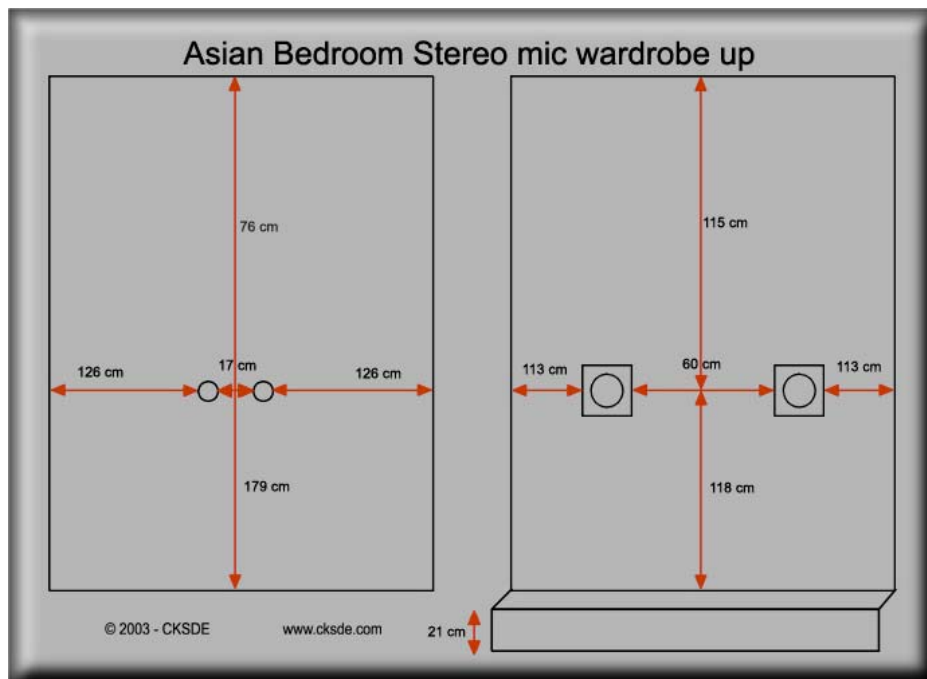 Asian Bedroom Stereo mic wardrobe up
76 cm
126 cm
17 cm
126 cm
179 cm
115 cm
113 cm
60 cm
113 cm
118 cm
21 cm
© 2003 - CKSDE
www.cksde.com